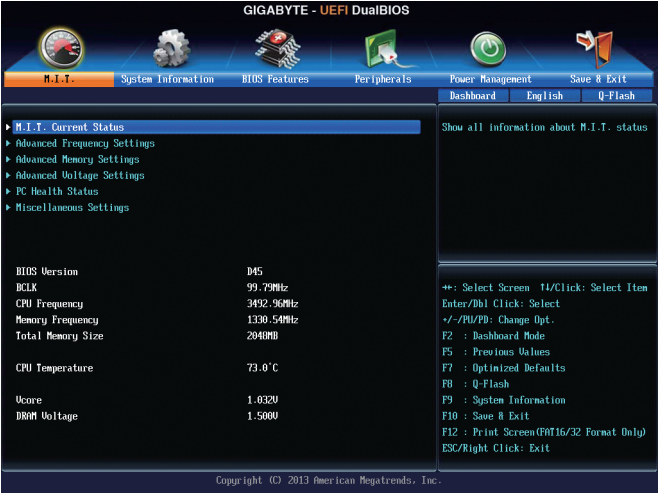 GIGABYTE - UEFI DualBIOS
M.I.T. System Information BIOS Features Peripherals Power Management Save & Exit
Dashboard English Q-Flash
M.I.T. Current Status
Advanced Frequency Settings
Advanced Memory Settings
Advanced Voltage Settings
PC Health Status
Miscellaneous Settings
BIOS Version D45
BCLK 99.79MHz
CPU Frequency 3492.96MHz
Memory Frequency 1330.54MHz
Total Memory Size 2048MB
CPU Temperature 73.0°C
Vcore 1.032V
DRAM Voltage 1.500V
Show all information about M.I.T. status
→←: Select Screen ↑↓/Click: Select Item
Enter/Dbl Click: Select
+/-/PU/PD: Change Opt.
F2 : Dashboard Mode
F5 : Previous Values
F7 : Optimized Defaults
F8 : Q-Flash
F9 : System Information
F10 : Save & Exit
F12 : Print Screen(FAT16/32 Format Only)
ESC/Right Click: Exit
Copyright (C) 2013 American Megatrends, Inc.